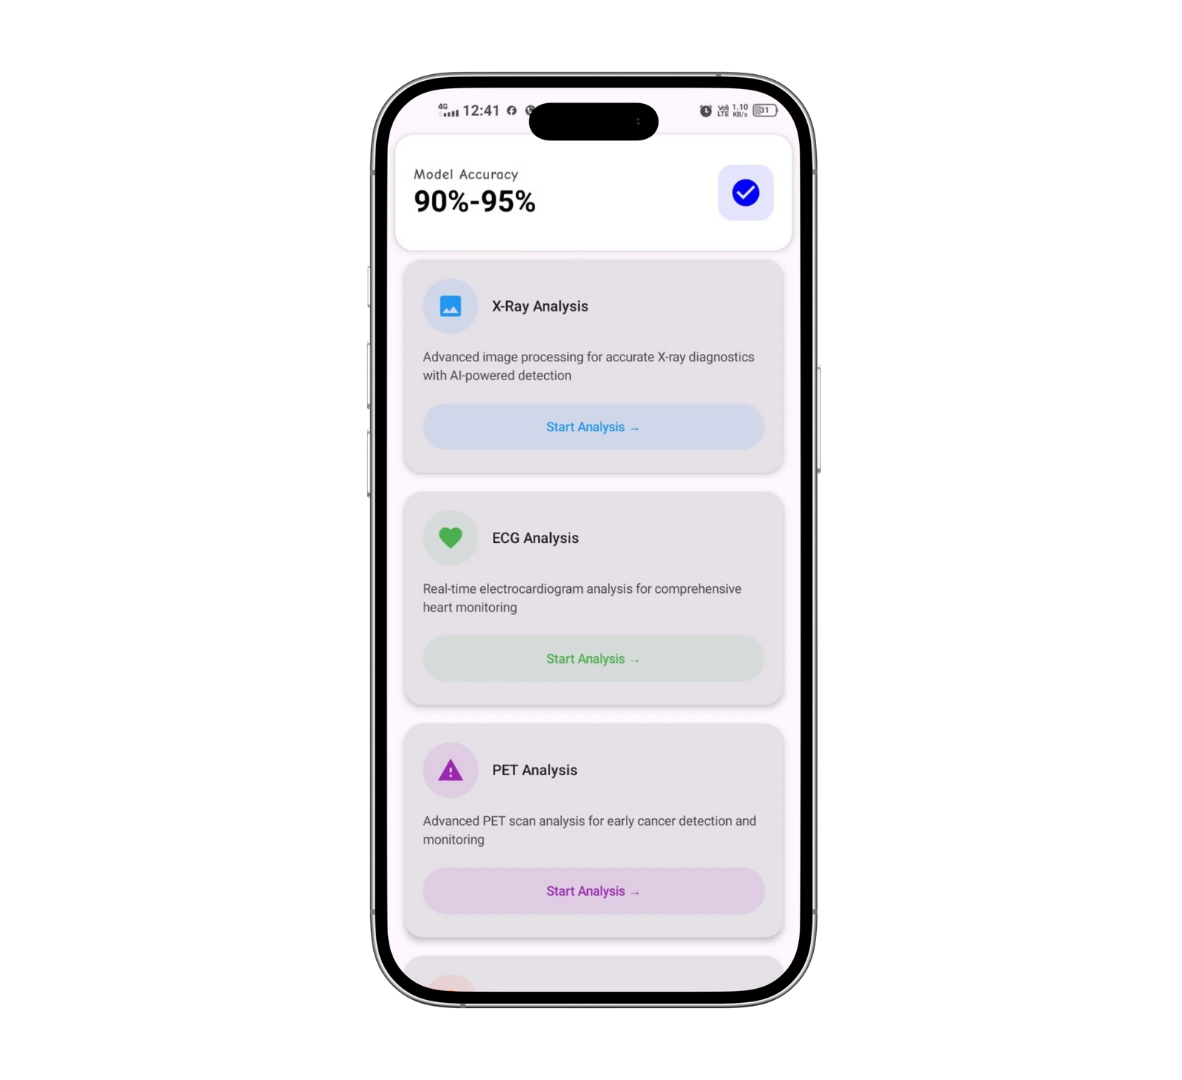 4G 12:41 Vo) LTE 1.10 KB/s 31
Model Accuracy
90%-95%
X-Ray Analysis
Advanced image processing for accurate X-ray diagnostics
with AI-powered detection
Start Analysis →
ECG Analysis
Real-time electrocardiogram analysis for comprehensive
heart monitoring
Start Analysis →
PET Analysis
Advanced PET scan analysis for early cancer detection and
monitoring
Start Analysis →